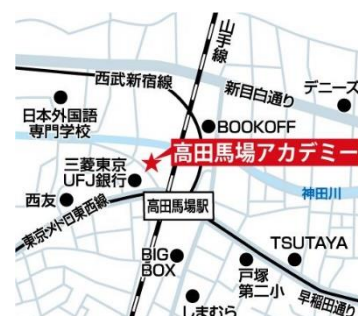 山手線
西武新宿線
新目白通り
デニーズ
日本外国語
専門学校
BOOKOFF
高田馬場アカデミー
三菱東京
UFJ銀行
神田川
西友
高田馬場駅
東京メトロ東西線
BIG
BOX
TSUTAYA
戸塚
第二小
早稲田通り
しまむら